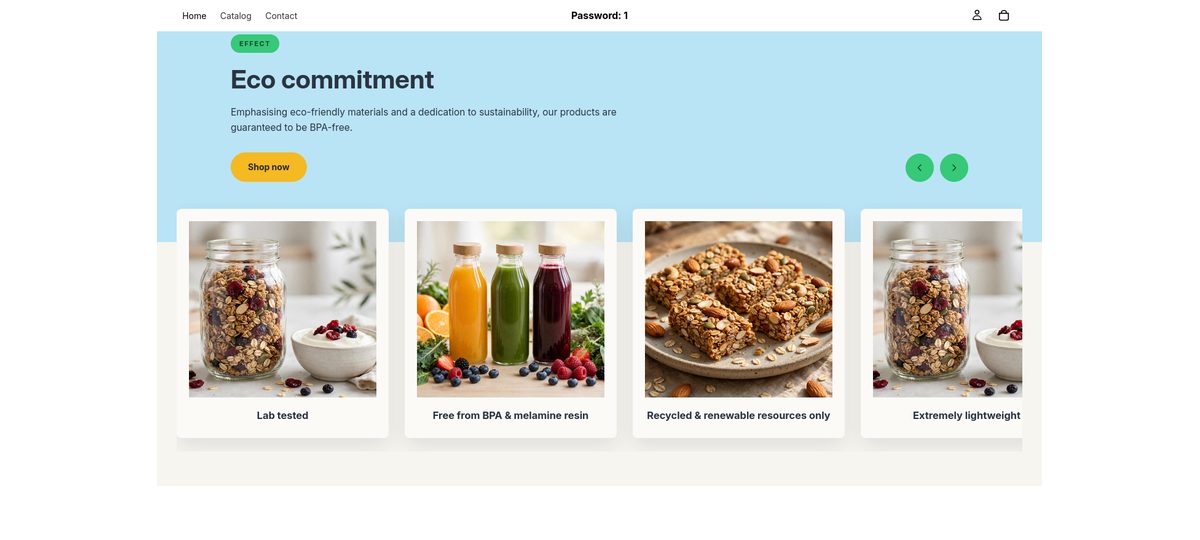 Home
Catalog
Contact
Password: 1
EFFECT
Eco commitment
Emphasising eco-friendly materials and a dedication to sustainability, our products are
guaranteed to be BPA-free.
Shop now
Lab tested
Free from BPA & melamine resin
Recycled & renewable resources only
Extremely lightweight